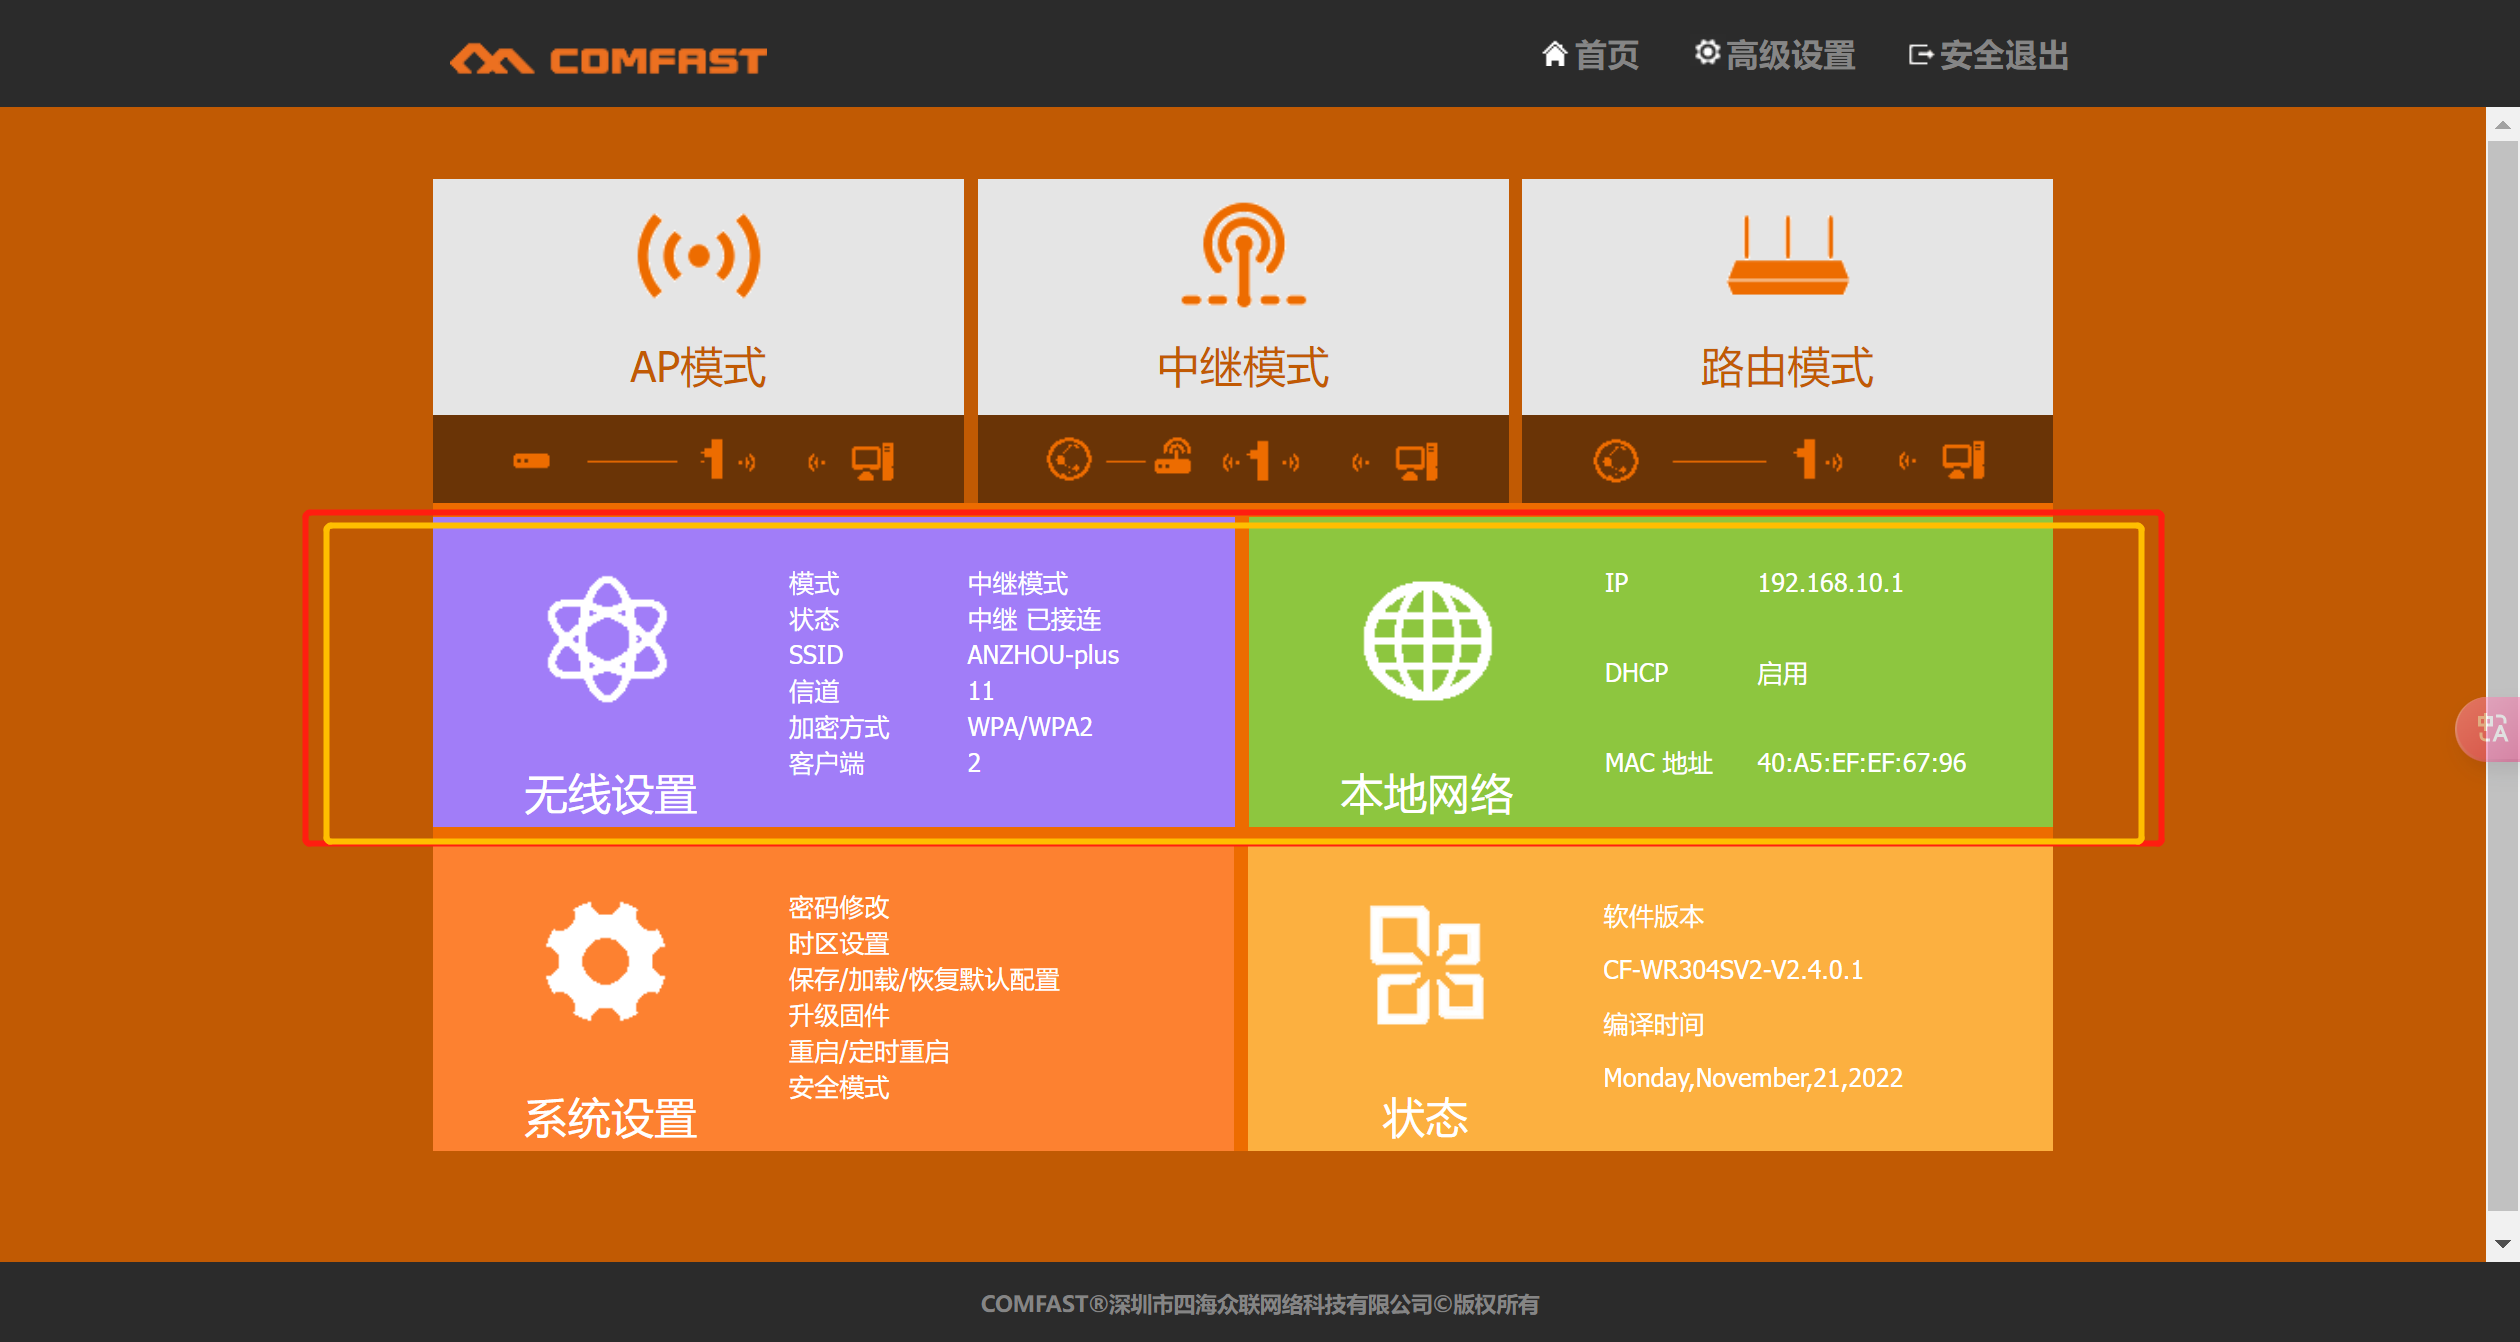 COMFAST
首页
高级设置
安全退出
AP模式
中继模式
路由模式
模式 中继模式
状态 中继 已接连
SSID ANZHOU-plus
信道 11
加密方式 WPA/WPA2
客户端 2
无线设置
IP 192.168.10.1
DHCP 启用
MAC 地址 40:A5:EF:EF:67:96
本地网络
密码修改
时区设置
保存/加载/恢复默认配置
升级固件
重启/定时重启
安全模式
系统设置
软件版本
CF-WR304SV2-V2.4.0.1
编译时间
Monday,November,21,2022
状态
中A
COMFAST®深圳市四海众联网络科技有限公司©版权所有